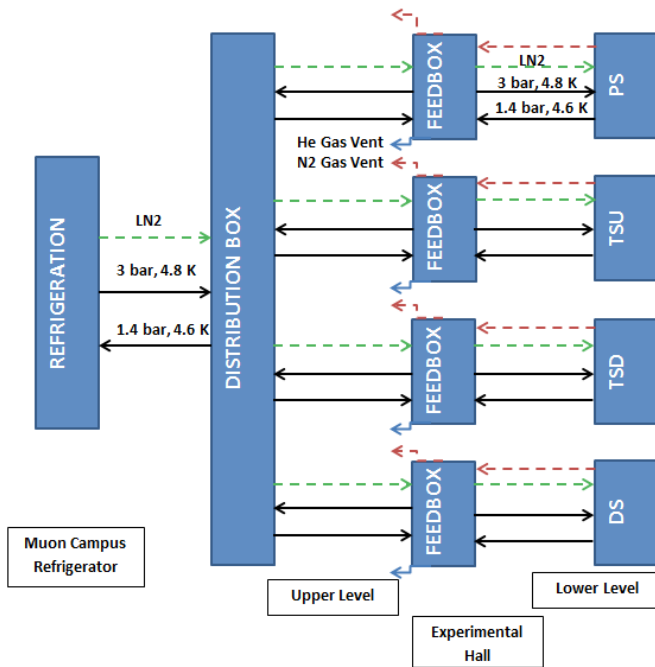 FEEDBOX
LN2
3 bar, 4.8 K
1.4 bar, 4.6 K
PS
He Gas Vent
N2 Gas Vent
REFRIGERATION
LN2
3 bar, 4.8 K
1.4 bar, 4.6 K
DISTRIBUTION BOX
FEEDBOX
TSU
FEEDBOX
TSD
FEEDBOX
DS
Muon Campus
Refrigerator
Upper Level
Lower Level
Experimental
Hall